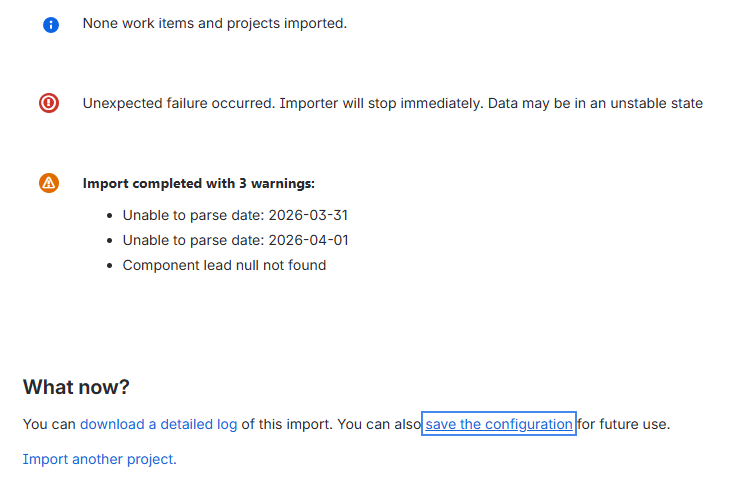 None work items and projects imported.
Unexpected failure occurred. Importer will stop immediately. Data may be in an unstable state
Import completed with 3 warnings:
• Unable to parse date: 2026-03-31
• Unable to parse date: 2026-04-01
• Component lead null not found
What now?
You can download a detailed log of this import. You can also save the configuration for future use.
Import another project.